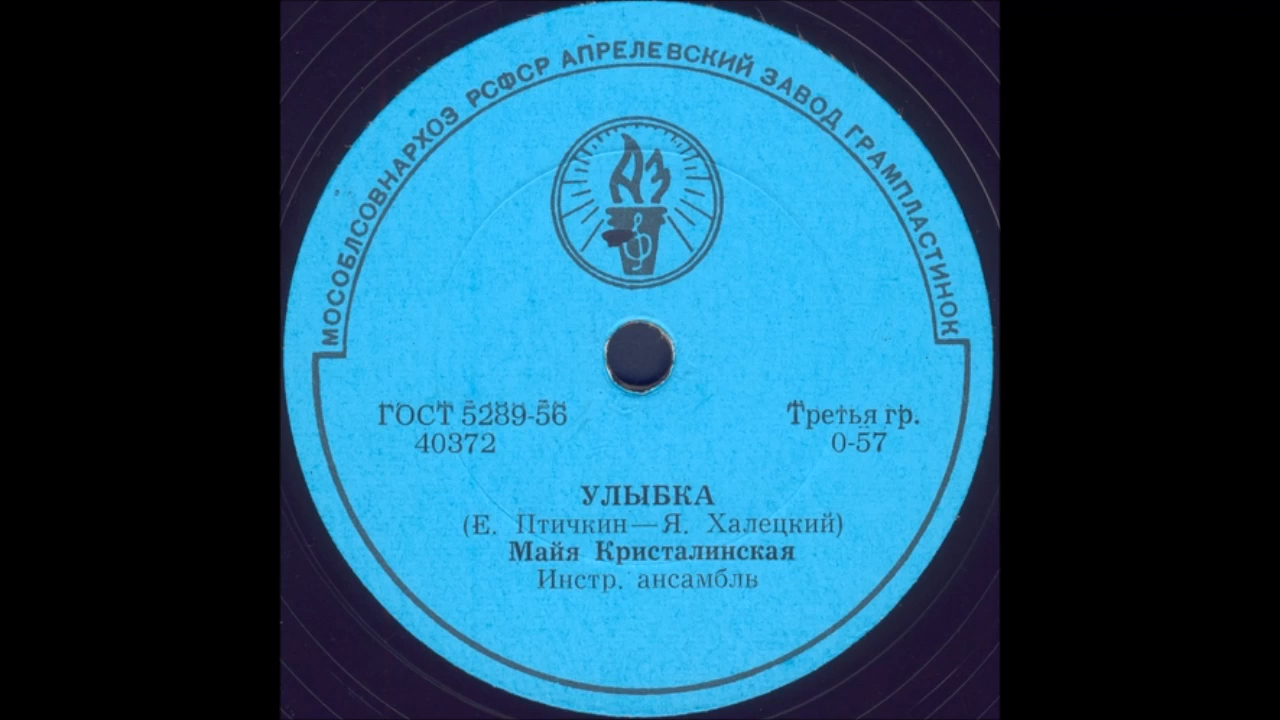 МОСОБЛСОВНАРХОЗ РСФСР АПРЕЛЕВСКИЙ ЗАВОД ГРАМПЛАСТИНОК
АЗ
ГОСТ 5289-56
40372
Третья гр.
0-57
УЛЫБКА
(Е. Птичкин — Я. Халецкий)
Майя Кристалинская
Инстр. ансамбль